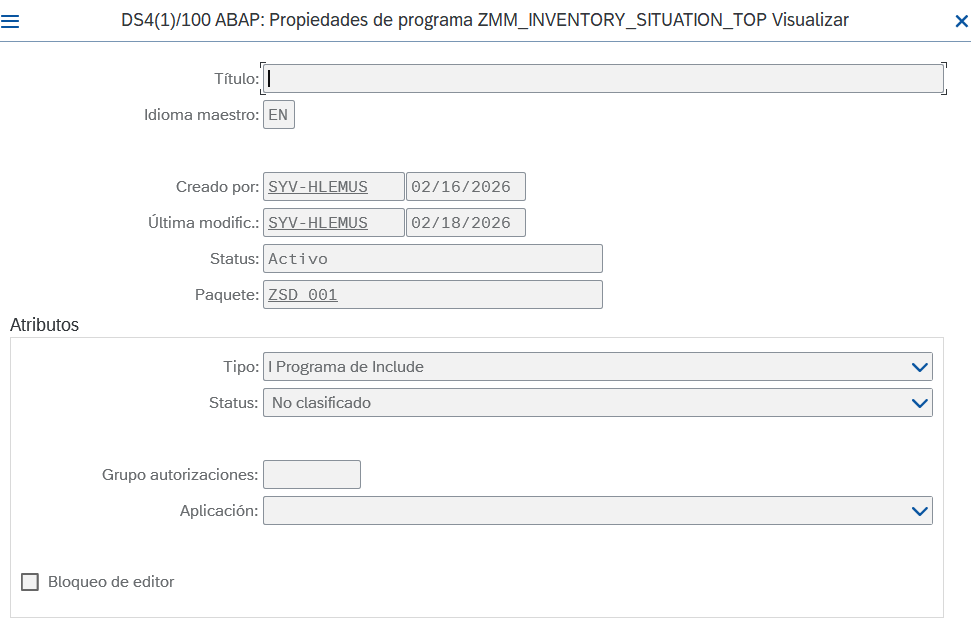 DS4(1)/100 ABAP: Propiedades de programa ZMM_INVENTORY_SITUATION_TOP Visualizar
Título:
Idioma maestro: EN
Creado por: SYV-HLEMUS 02/16/2026
Última modific.: SYV-HLEMUS 02/18/2026
Status: Activo
Paquete: ZSD_001
Atributos
Tipo: I Programa de Include
Status: No clasificado
Grupo autorizaciones:
Aplicación:
Bloqueo de editor